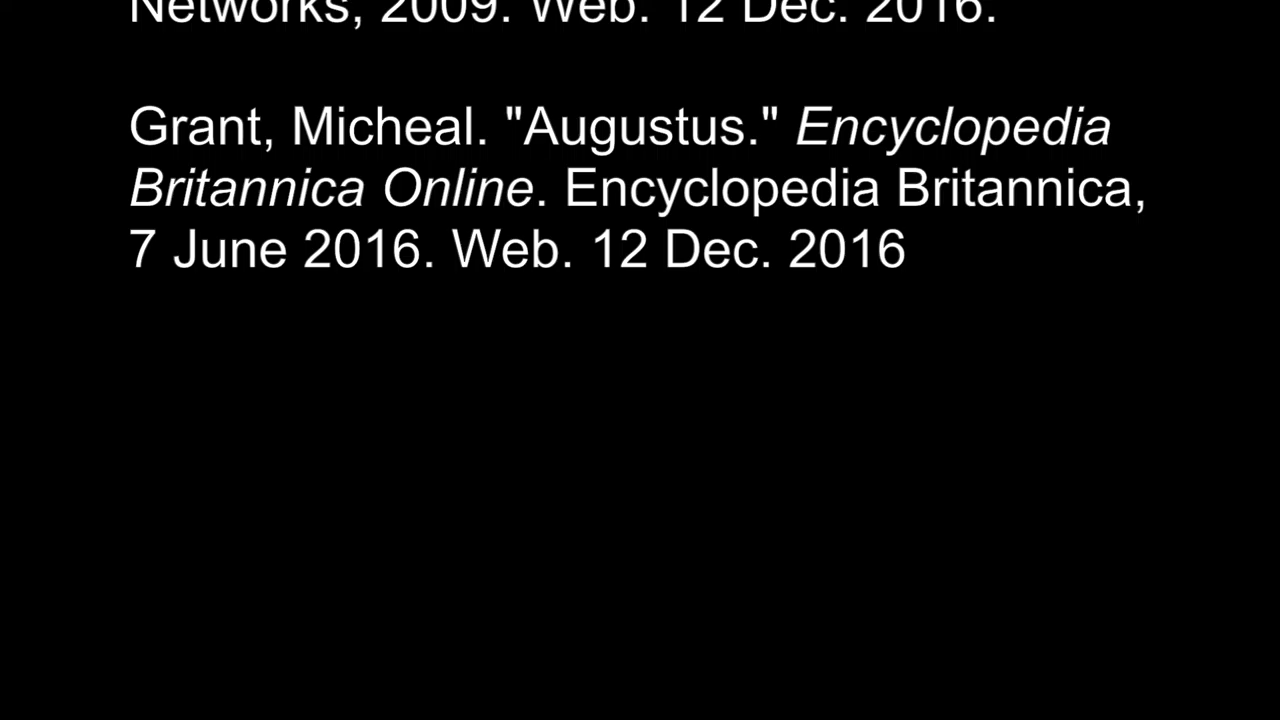 Networks, 2009. Web. 12 Dec. 2016.
Grant, Micheal. "Augustus." Encyclopedia
Britannica Online. Encyclopedia Britannica,
7 June 2016. Web. 12 Dec. 2016